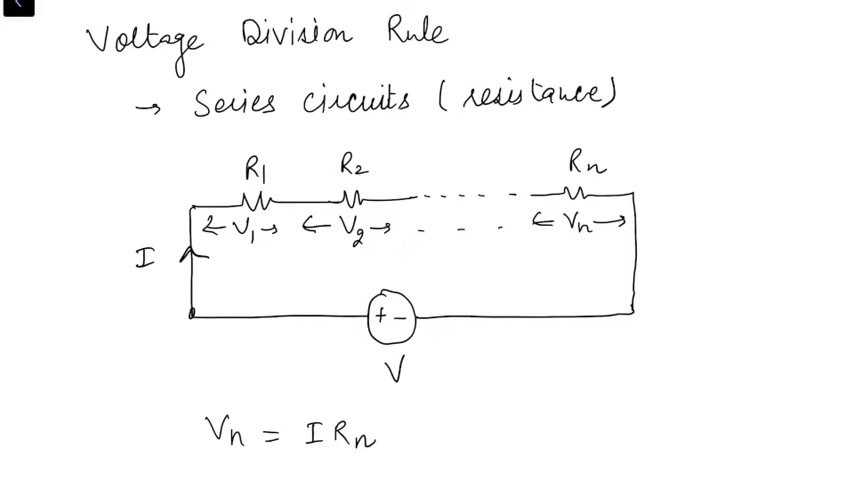 Voltage Division Rule
→ Series circuits (resistance)
R1 R2 Rn
← V1 → ← V2 → ← Vn →
I
+ -
V
Vn = I Rn